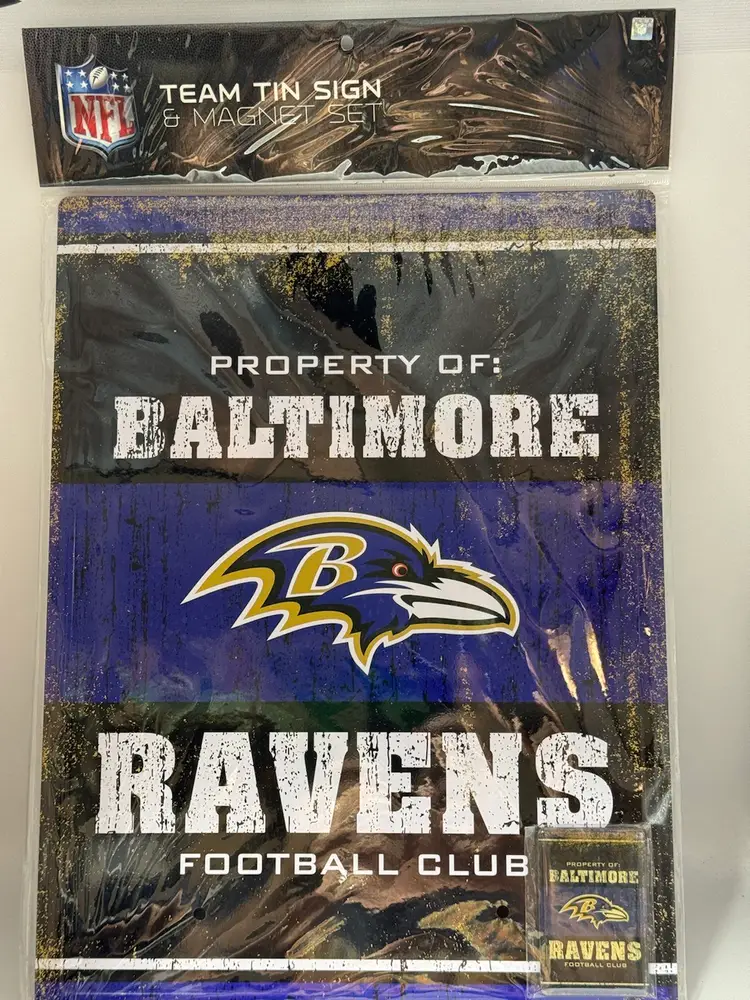 NFL
TEAM TIN SIGN
& MAGNET SET
PROPERTY OF:
BALTIMORE
B
RAVENS
FOOTBALL CLUB
PROPERTY OF:
BALTIMORE
B
RAVENS
FOOTBALL CLUB